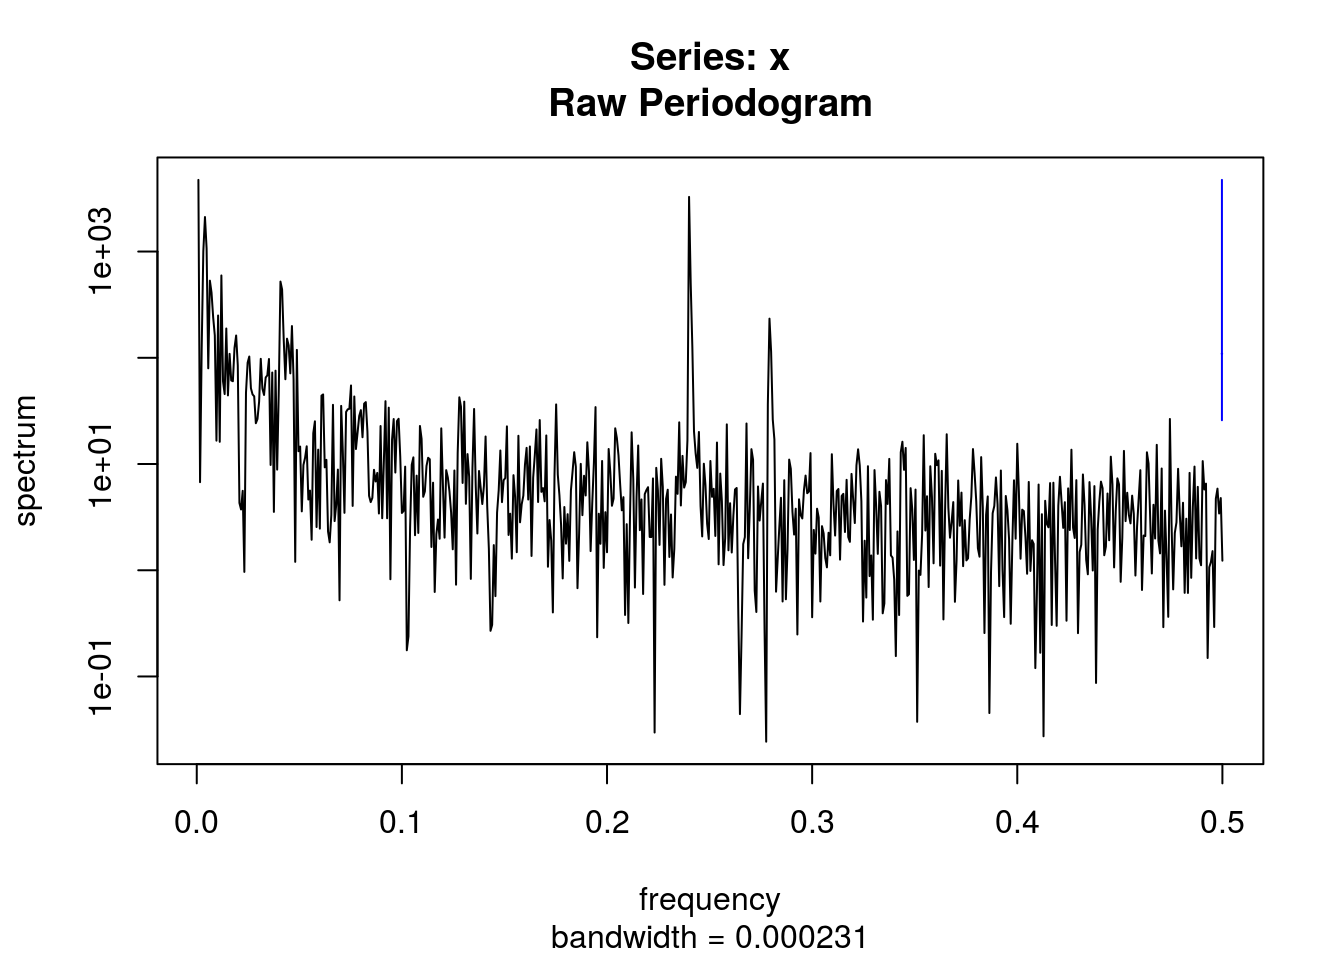 Series: x
Raw Periodogram
spectrum
1e+03
1e+01
1e-01
0.0 0.1 0.2 0.3 0.4 0.5
frequency
bandwidth = 0.000231